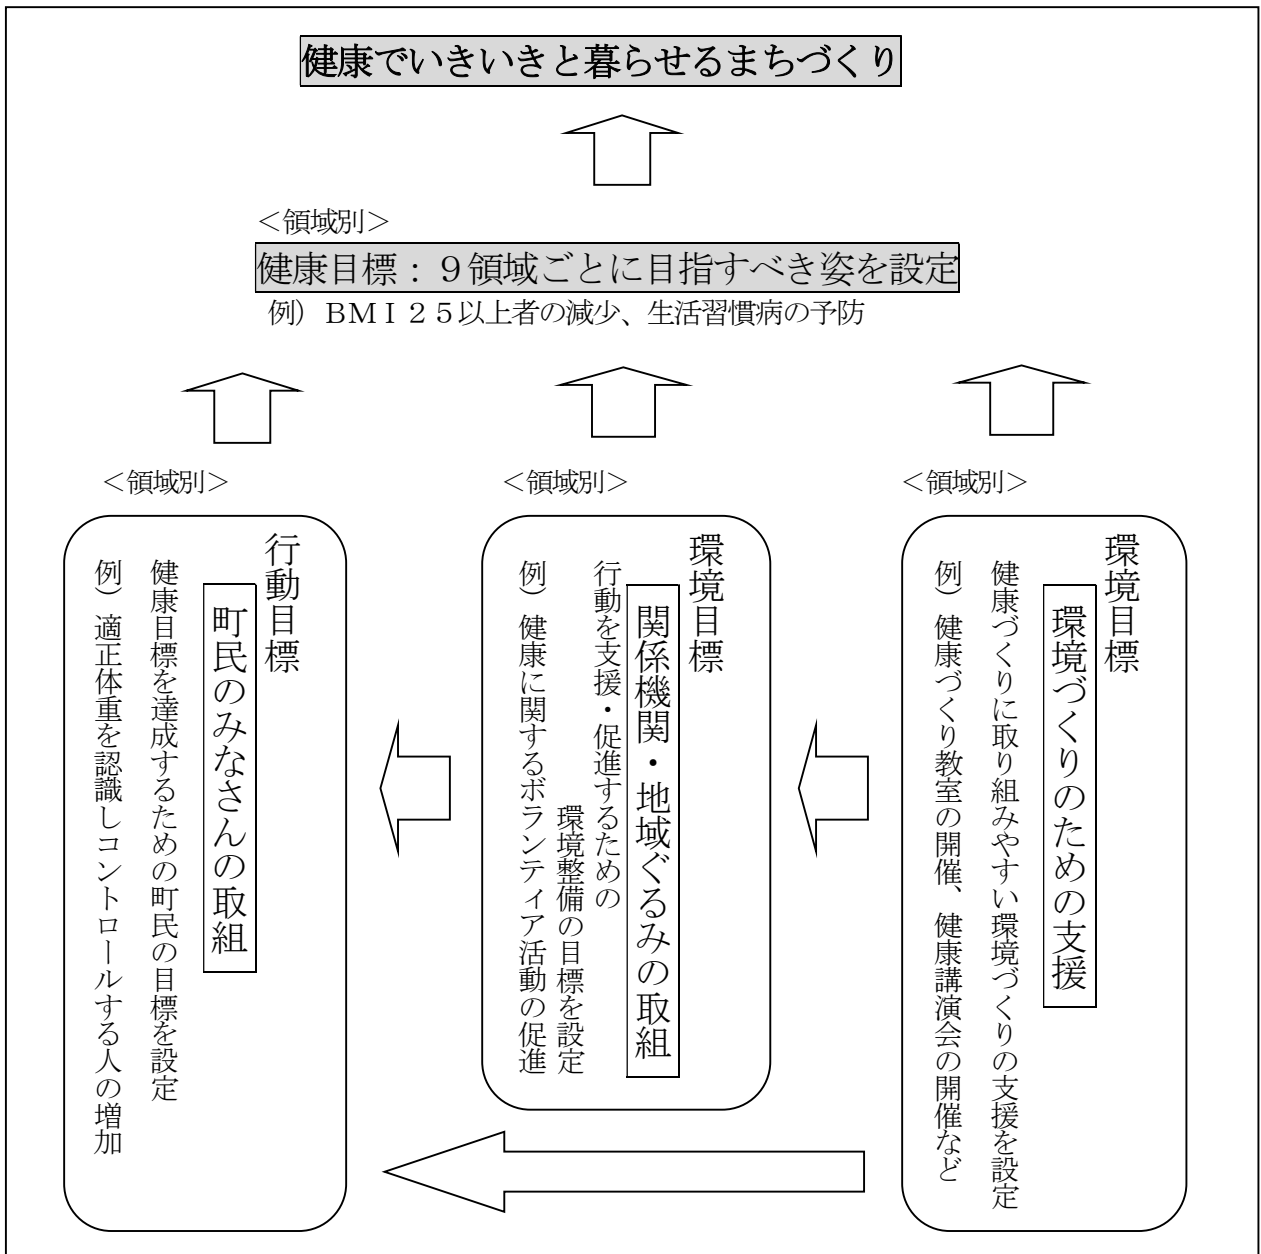 健康でいきいきと暮らせるまちづくり
＜領域別＞
健康目標：９領域ごとに目指すべき姿を設定
例）ＢＭＩ２５以上者の減少、生活習慣病の予防
＜領域別＞
＜領域別＞
＜領域別＞
環境目標
環境づくりのための支援
健康づくりに取り組みやすい環境づくりの支援を設定
例）健康づくり教室の開催、健康講演会の開催など
環境目標
関係機関・地域ぐるみの取組
行動を支援・促進するための
環境整備の目標を設定
例）健康に関するボランティア活動の促進
行動目標
町民のみなさんの取組
健康目標を達成するための町民の目標を設定
例）適正体重を認識しコントロールする人の増加